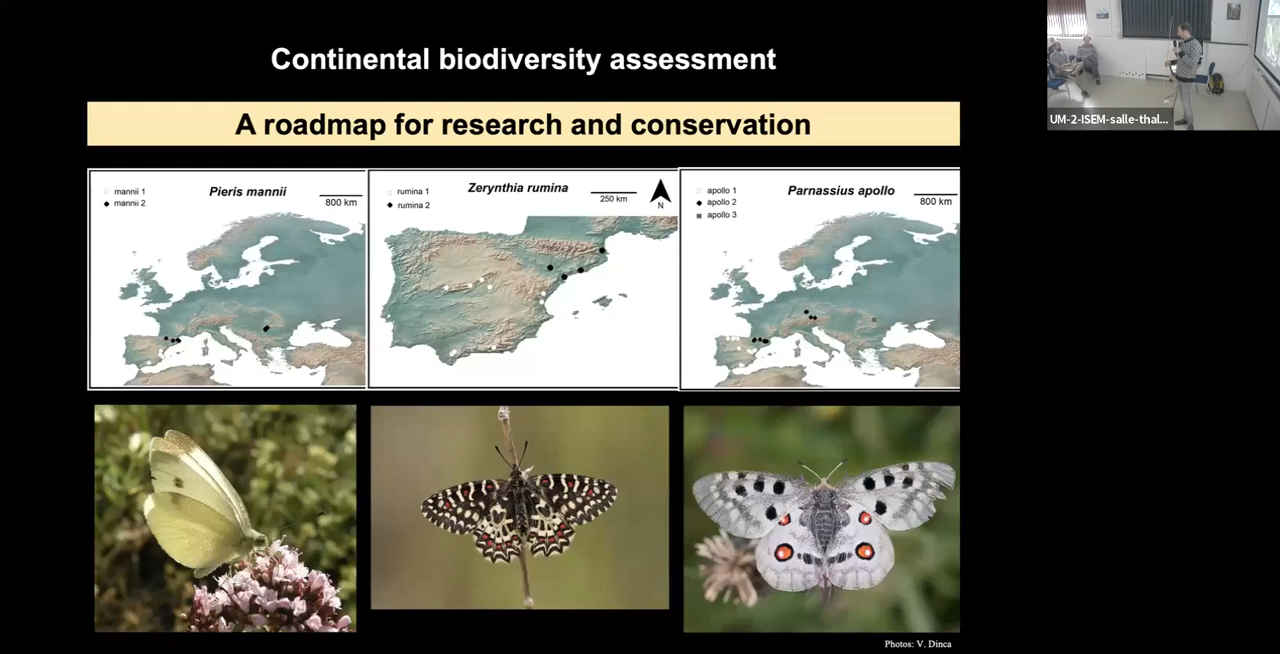 Continental biodiversity assessment
UM-2-ISEM-salle-thal...
A roadmap for research and conservation
mannii 1
mannii 2
Pieris mannii
800 km
rumina 1
rumina 2
Zerynthia rumina
250 km
N
apollo 1
apollo 2
apollo 3
Parnassius apollo
800 km
Photos: V. Dinca